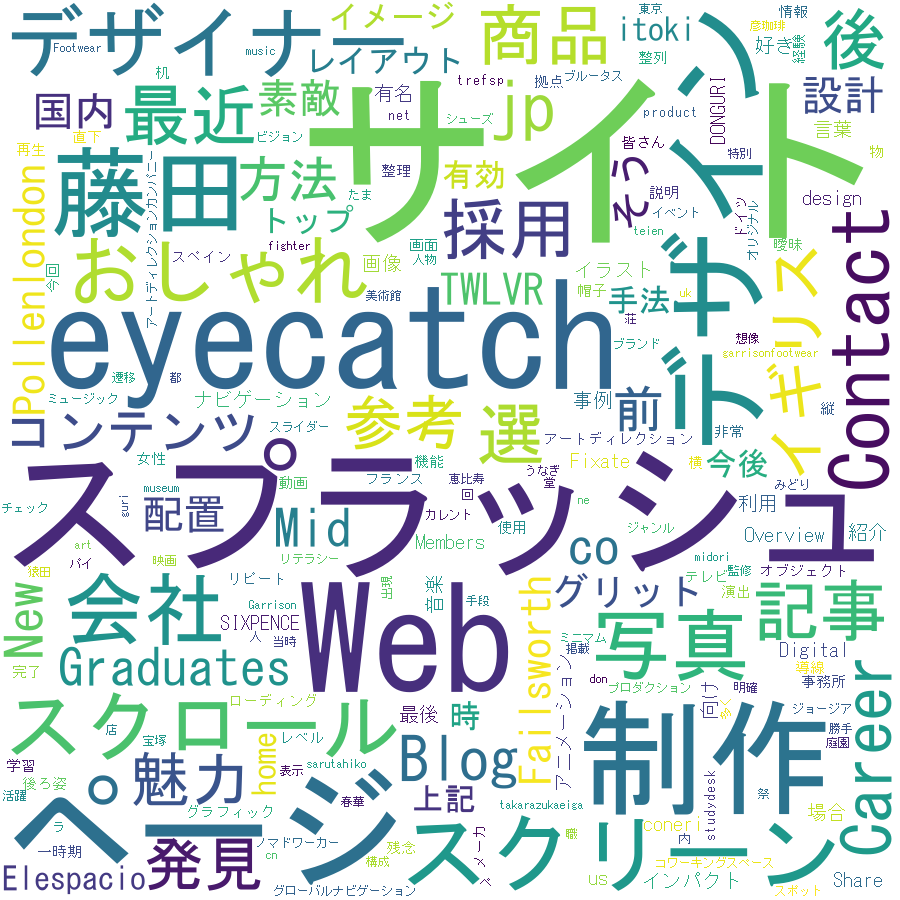 Footwear
music
イメージ
商品
itoki
東京
整列
彦珈琲
情報
好き
経験
後
デザイナー
レイアウト
trefsp
拠点
ブルータス
DONGURI
国内
最近
素敵
有名
net
jp
シューズ
product
設計
直下
ビジョン
サイト
デザイン
皆さん
特別
言葉
再生
アートディレクションカンパニー
藤田
方法
整理
有効
そう
説明
イベント
ドイツ
オリジナル
物
トップ
たま
採用
teien
design
Pollenlondon
スペイン
fighter
画面
人物
イラスト
曖昧
今回
おしゃれ
画像
TWLVR
帽子
手法
uk
イギリス
Contact
美術館
荘
想像
eyecatch
ブランド
garrisonfootwear
遷移
都
ミュージック
ナビゲーション
前
事例
縦
コンテンツ
スライダー
参考
選
アートディレクション
非常
女性
機能
うなぎ
Fixate
横
今後
museum
動画
フランス
恵比寿
回
堂
みどり
チェック
guri
スプラッシュ
配置
Mid
カレント
使用
ne
ジャンル
利用
art
バイ
リテラシー
Members
co
midori
Overview
紹介
映画
テレビ
監修
オブジェクト
猿田
リピート
出現
手段
グリット
演出
New
会社
Garrison
SIXPENCE
音楽
Failsworth
ミニマム
写真
記事
人
当時
掲載
完了
Web
Digital
Graduates
アニメーション
don
プロダクション
向け
明確
導線
事務所
Career
ローディング
最後
時
多く
ジョージア
スクロール
店
宝塚
home
レベル
sarutahiko
Blog
制作
勝手
庭園
学習
表示
後ろ姿
魅力
グラフィック
春華
上記
takarazukaeiga
祭
studydesk
場合
活躍
ラ
ページ
coneri
一時期
cn
ノマドワーカー
構成
残念
メーカ
スクリーン
職
内
コワーキングスペース
Elespacio
発見
グローバルナビゲーション
us
インパクト
スポット
Share
机